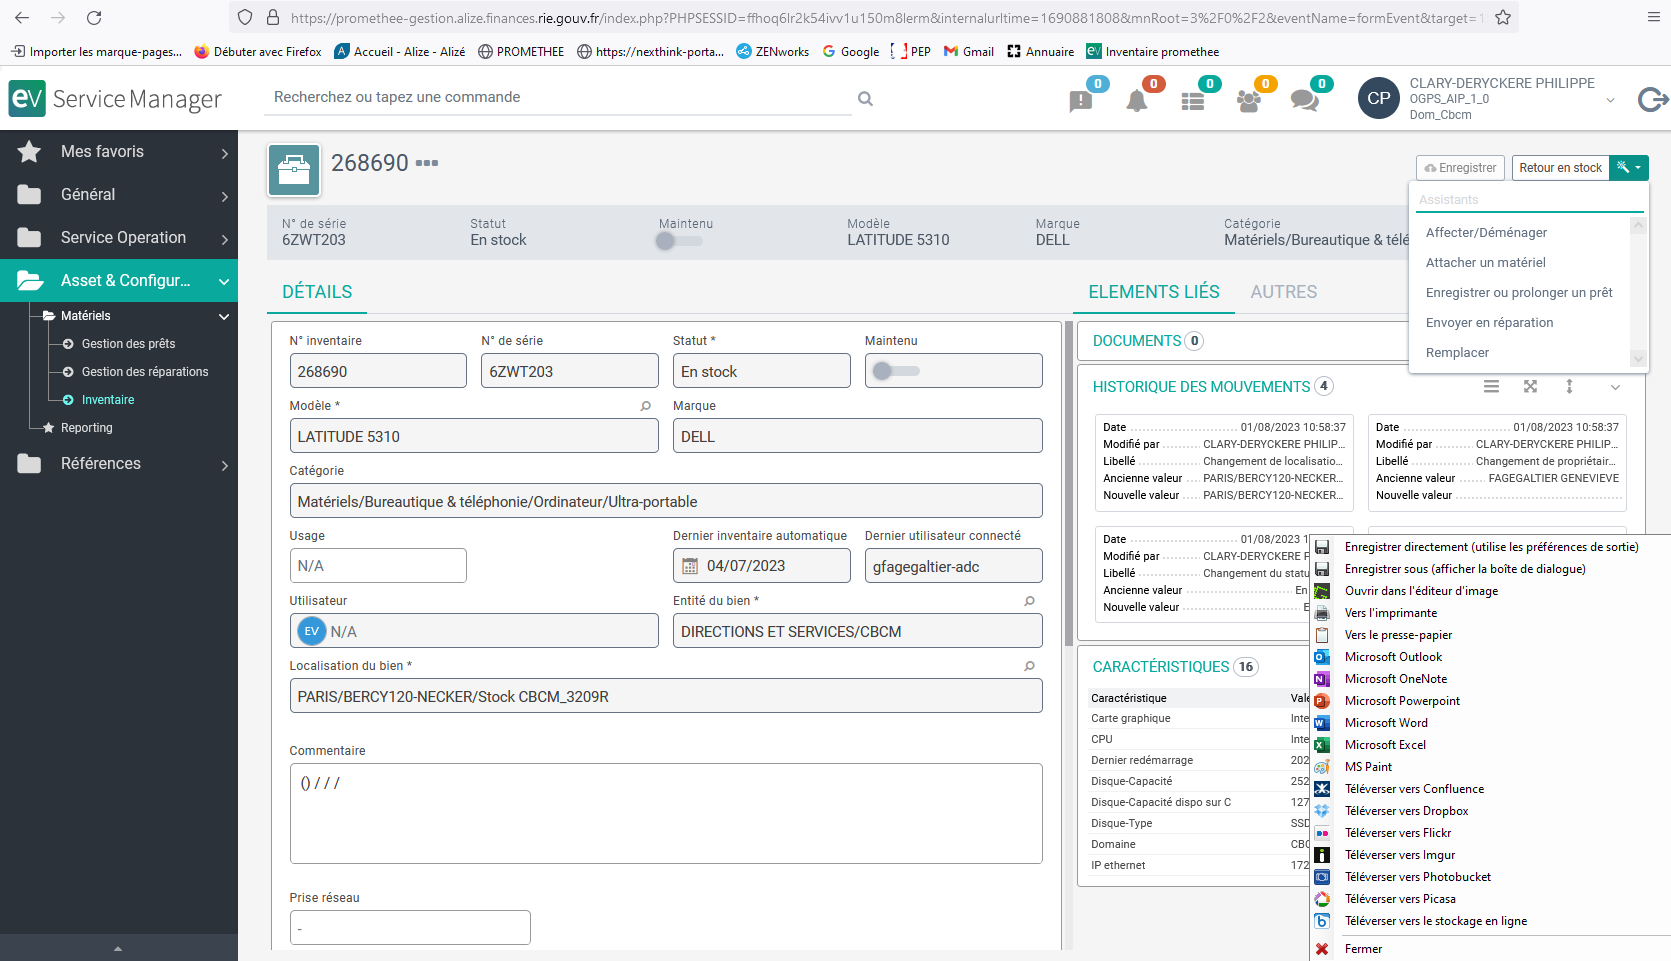 https://promethee-gestion.alize.finances.rie.gouv.fr/index.php?PHPSESSID=ffhoq6lr2k54ivv1u150m8lerm&internalurltime=1690881808&mnRoot=3%2F0%2F2&eventName=formEvent&target=
Importer les marque-pages... Débuter avec Firefox Accueil - Alize - Alizé PROMETHEE https://nexthink-porta... ZENworks Google PEP Gmail Annuaire Inventaire promethee
eV Service Manager
Recherchez ou tapez une commande
0 0 0 0 0
CP
CLARY-DERYCKERE PHILIPPE
OGPS_AIP_1_0
Dom_Cbcm
Mes favoris
Général
Service Operation
Asset & Configur...
Matériels
Gestion des prêts
Gestion des réparations
Inventaire
Reporting
Références
268690
Enregistrer
Retour en stock
Assistants
Affecter/Déménager
Attacher un matériel
Enregistrer ou prolonger un prêt
Envoyer en réparation
Remplacer
N° de série Statut Maintenu Modèle Marque Catégorie
6ZWT203 En stock LATITUDE 5310 DELL Matériels/Bureautique & télé
DÉTAILS
N° inventaire N° de série Statut * Maintenu
268690 6ZWT203 En stock
Modèle * Marque
LATITUDE 5310 DELL
Catégorie
Matériels/Bureautique & téléphonie/Ordinateur/Ultra-portable
Usage Dernier inventaire automatique Dernier utilisateur connecté
N/A 04/07/2023 gfagegaltier-adc
Utilisateur Entité du bien *
EV N/A DIRECTIONS ET SERVICES/CBCM
Localisation du bien *
PARIS/BERCY120-NECKER/Stock CBCM_3209R
Commentaire
() / / /
Prise réseau
-
ELEMENTS LIÉS AUTRES
DOCUMENTS 0
HISTORIQUE DES MOUVEMENTS 4
Date 01/08/2023 10:58:37
Modifié par CLARY-DERYCKERE PHILIP...
Libellé Changement de localisatio...
Ancienne valeur PARIS/BERCY120-NECKER...
Nouvelle valeur PARIS/BERCY120-NECKER...
Date 01/08/2023 10:58:37
Modifié par CLARY-DERYCKERE PHILIP...
Libellé Changement de propriétair...
Ancienne valeur FAGEGALTIER GENEVIEVE
Nouvelle valeur
Date 01/08/2023 1
Modifié par CLARY-DERYCKERE P
Libellé Changement du statu
Ancienne valeur En
Nouvelle valeur E
CARACTÉRISTIQUES 16
Caractéristique Vale
Carte graphique Inte
CPU Inte
Dernier redémarrage 202
Disque-Capacité 252
Disque-Capacité dispo sur C 127
Disque-Type SSD
Domaine CBC
IP ethernet 172
Enregistrer directement (utilise les préférences de sortie)
Enregistrer sous (afficher la boîte de dialogue)
Ouvrir dans l'éditeur d'image
Vers l'imprimante
Vers le presse-papier
Microsoft Outlook
Microsoft OneNote
Microsoft Powerpoint
Microsoft Word
Microsoft Excel
MS Paint
Téléverser vers Confluence
Téléverser vers Dropbox
Téléverser vers Flickr
Téléverser vers Imgur
Téléverser vers Photobucket
Téléverser vers Picasa
Téléverser vers le stockage en ligne
Fermer